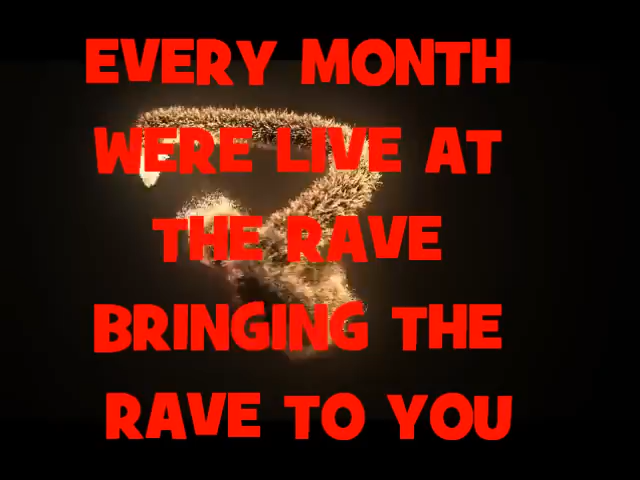 EVERY MONTH
WERE LIVE AT
THE RAVE
BRINGING THE
RAVE TO YOU